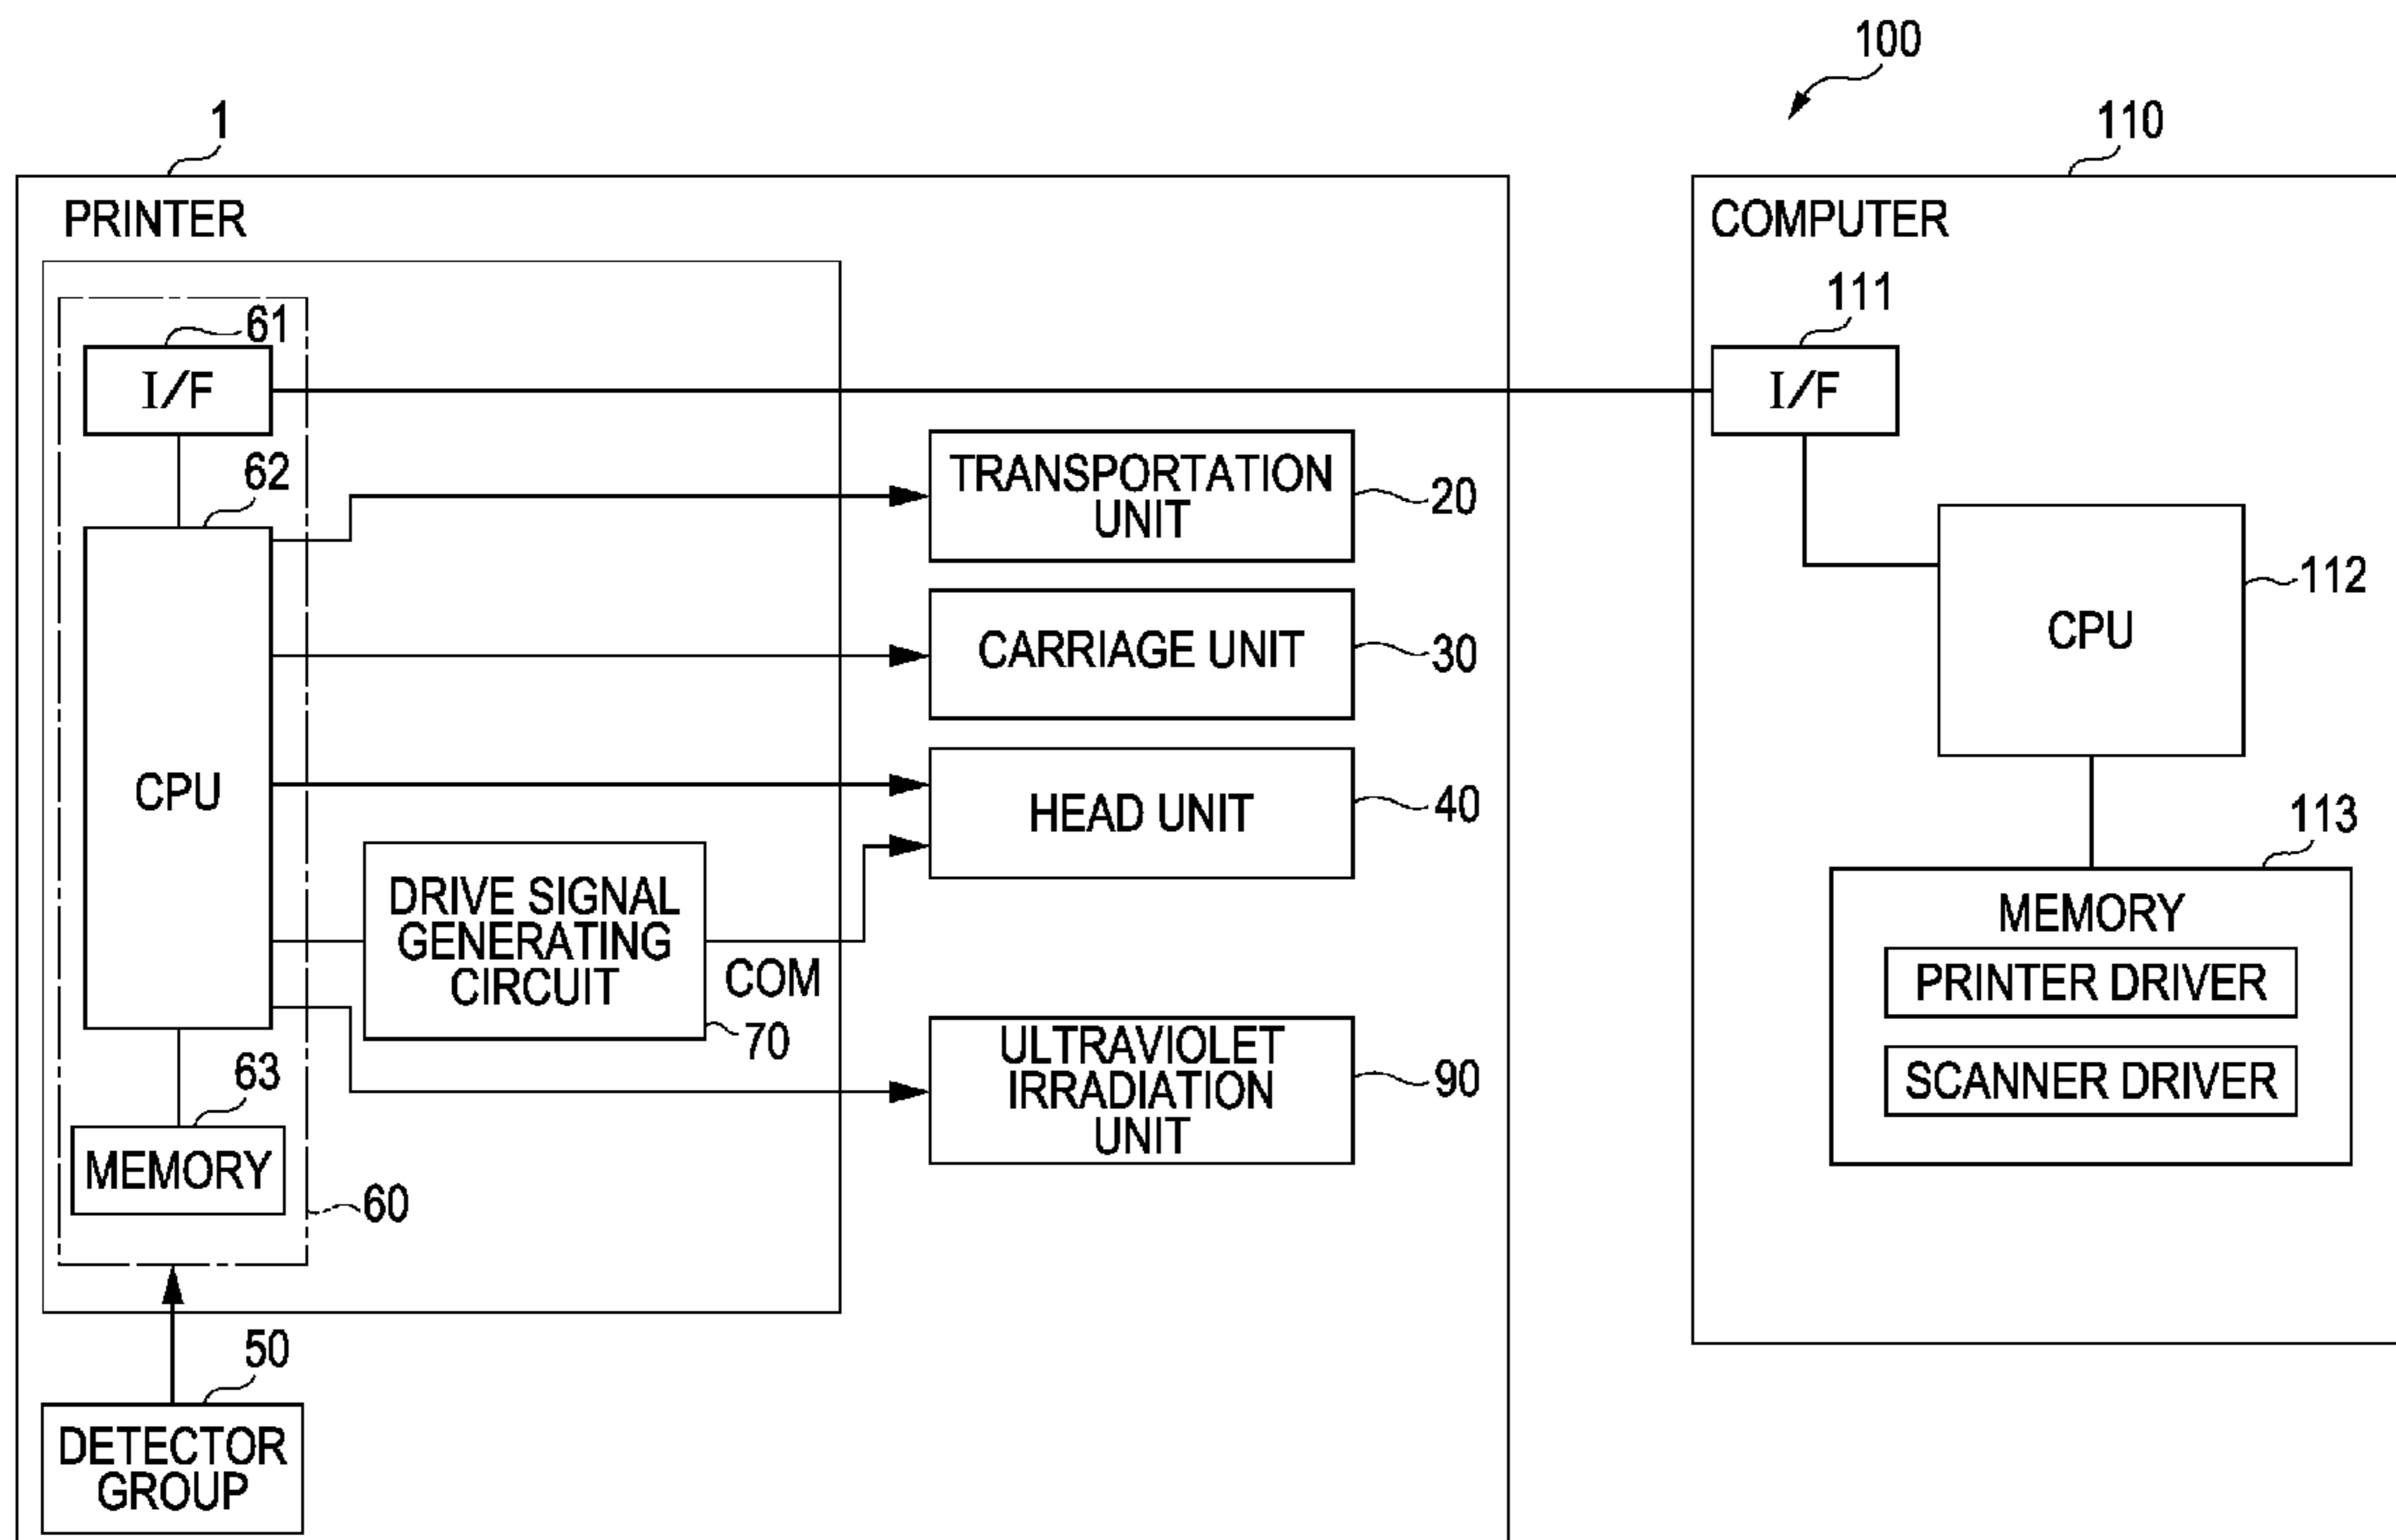 100
1
110
PRINTER
COMPUTER
61
111
I/F
I/F
62
TRANSPORTATION
UNIT
20
112
CPU
CARRIAGE UNIT
30
CPU
HEAD UNIT
40
113
DRIVE SIGNAL
GENERATING
CIRCUIT
COM
70
MEMORY
PRINTER DRIVER
SCANNER DRIVER
ULTRAVIOLET
IRRADIATION
UNIT
90
63
MEMORY
60
50
DETECTOR
GROUP